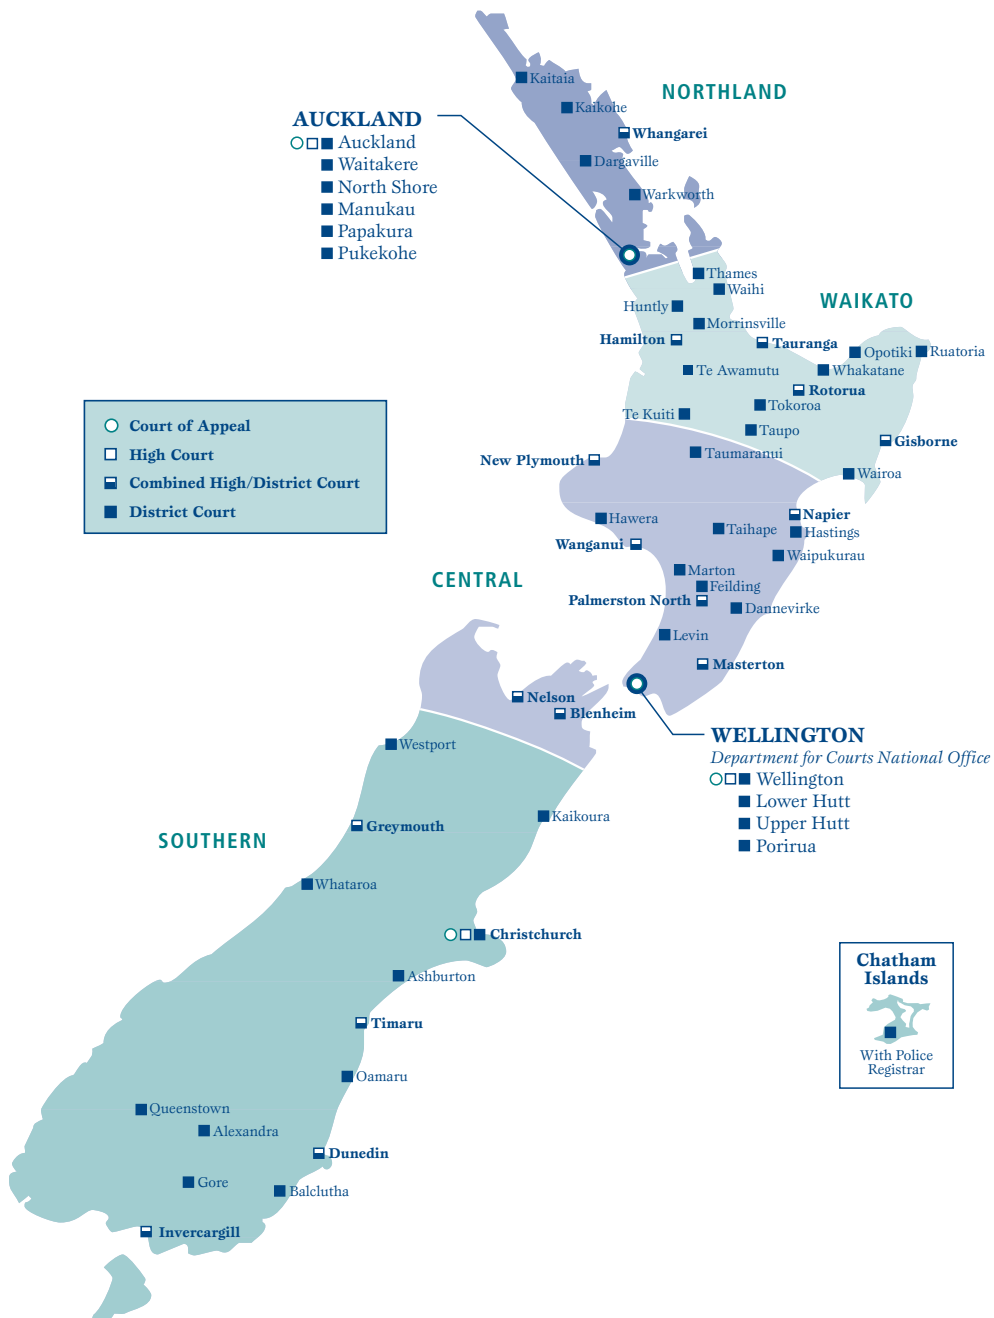 Kaitaia
NORTHLAND
Kaikohe
AUCKLAND
Whangarei
Auckland
Waitakere
Dargaville
North Shore
Warkworth
Manukau
Papakura
Pukekohe
Thames
Waihi
WAIKATO
Huntly
Morrinsville
Hamilton
Tauranga
Opotiki
Ruatoria
Te Awamutu
Whakatane
Rotorua
Tokoroa
Te Kuiti
Taupo
Court of Appeal
High Court
Combined High/District Court
District Court
Gisborne
Taumaranui
New Plymouth
Wairoa
Napier
Hawera
Taihape
Hastings
Wanganui
Waipukurau
Marton
CENTRAL
Feilding
Palmerston North
Dannevirke
Levin
Masterton
Nelson
Blenheim
WELLINGTON
Department for Courts National Office
Wellington
Lower Hutt
Upper Hutt
Porirua
Westport
Kaikoura
Greymouth
SOUTHERN
Whataroa
Christchurch
Ashburton
Chatham
Islands
With Police
Registrar
Timaru
Oamaru
Queenstown
Alexandra
Dunedin
Gore
Balclutha
Invercargill